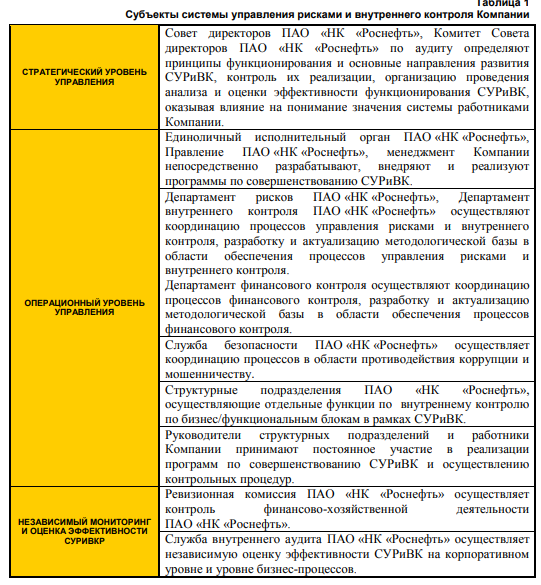 Таблица 1
Субъекты системы управления рисками и внутреннего контроля Компании
СТРАТЕГИЧЕСКИЙ УРОВЕНЬ
УПРАВЛЕНИЯ
Совет директоров ПАО «НК «Роснефть», Комитет Совета
директоров ПАО «НК «Роснефть» по аудиту определяют
принципы функционирования и основные направления развития
СУРиВК, контроль их реализации, организацию проведения
анализа и оценки эффективности функционирования СУРиВК,
оказывая влияние на понимание значения системы работниками
Компании.
ОПЕРАЦИОННЫЙ УРОВЕНЬ
УПРАВЛЕНИЯ
Единоличный исполнительный орган ПАО «НК «Роснефть»,
Правление ПАО «НК «Роснефть», менеджмент Компании
непосредственно разрабатывают, внедряют и реализуют
программы по совершенствованию СУРиВК.
Департамент рисков ПАО «НК «Роснефть», Департамент
внутреннего контроля ПАО «НК «Роснефть» осуществляют
координацию процессов управления рисками и внутреннего
контроля, разработку и актуализацию методологической базы в
области обеспечения процессов управления рисками и
внутреннего контроля.
Департамент финансового контроля осуществляют координацию
процессов финансового контроля, разработку и актуализацию
методологической базы в области обеспечения процессов
финансового контроля.
Служба безопасности ПАО «НК «Роснефть» осуществляет
координацию процессов в области противодействия коррупции и
мошенничеству.
Структурные подразделения ПАО «НК «Роснефть»,
осуществляющие отдельные функции по внутреннему контролю
по бизнес/функциональным блокам в рамках СУРиВК.
Руководители структурных подразделений и работники
Компании принимают постоянное участие в реализации
программ по совершенствованию СУРиВК и осуществлению
контрольных процедур.
НЕЗАВИСИМЫЙ МОНИТОРИНГ
И ОЦЕНКА ЭФФЕКТИВНОСТИ
СУРИВКР
Ревизионная комиссия ПАО «НК «Роснефть» осуществляет
контроль финансово-хозяйственной деятельности
ПАО «НК «Роснефть».
Служба внутреннего аудита ПАО «НК «Роснефть» осуществляет
независимую оценку эффективности СУРиВК на корпоративном
уровне и уровне бизнес-процессов.